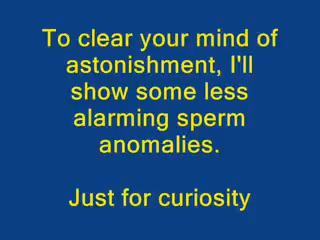 To clear your mind of
astonishment, I'll
show some less
alarming sperm
anomalies.
Just for curiosity